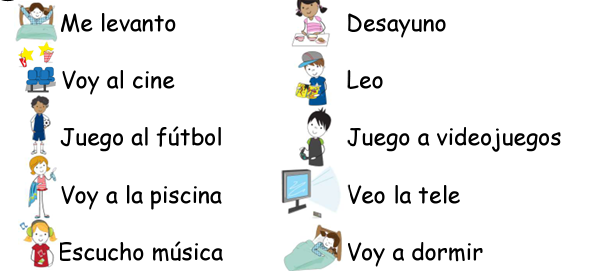 Me levanto
Voy al cine
Juego al fútbol
Voy a la piscina
Escucho música
Desayuno
Leo
Juego a videojuegos
Veo la tele
Voy a dormir